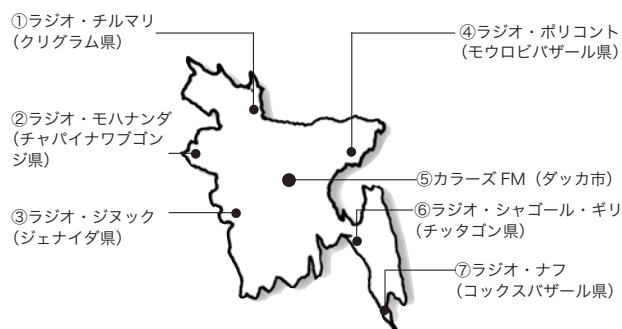 ①ラジオ・チルマリ
(クリグラム県)
②ラジオ・モハナンダ
(チャパイナワブゴン
ジ県)
③ラジオ・ジヌック
(ジェナイダ県)
④ラジオ・ポリコント
(モウロビバザール県)
⑤カラーズ FM(ダッカ市)
⑥ラジオ・シャゴール・ギリ
(チッタゴン県)
⑦ラジオ・ナフ
(コックスバザール県)